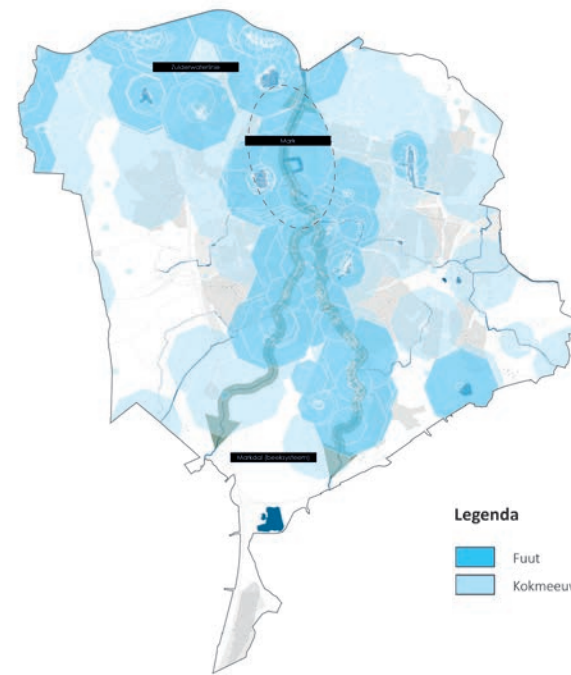 Zuiderwaterlinie
Mark
Markdal (beeksysteem)
Legenda
Fuut
Kokmeeuw